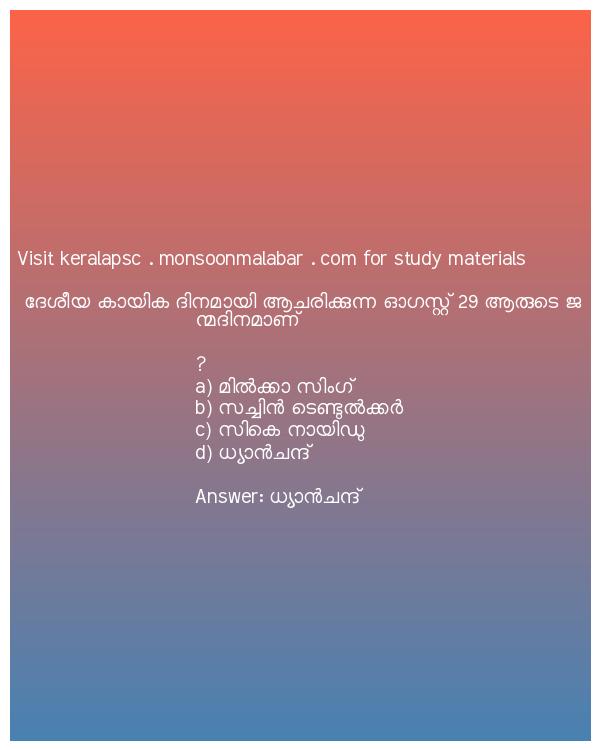 Visit keralapsc . monsoonmalabar . com for study materials
ദേശീയ കായിക ദിനമായി ആചരിക്കുന്ന ഓഗസ്റ്റ് 29 ആരുടെ ജ
ന്മദിനമാണ്
?
a) മിൽക്കാ സിംഗ്
b) സച്ചിൻ ടെണ്ടുൽക്കർ
c) സികെ നായിഡു
d) ധ്യാൻചന്ദ്
Answer: ധ്യാൻചന്ദ്